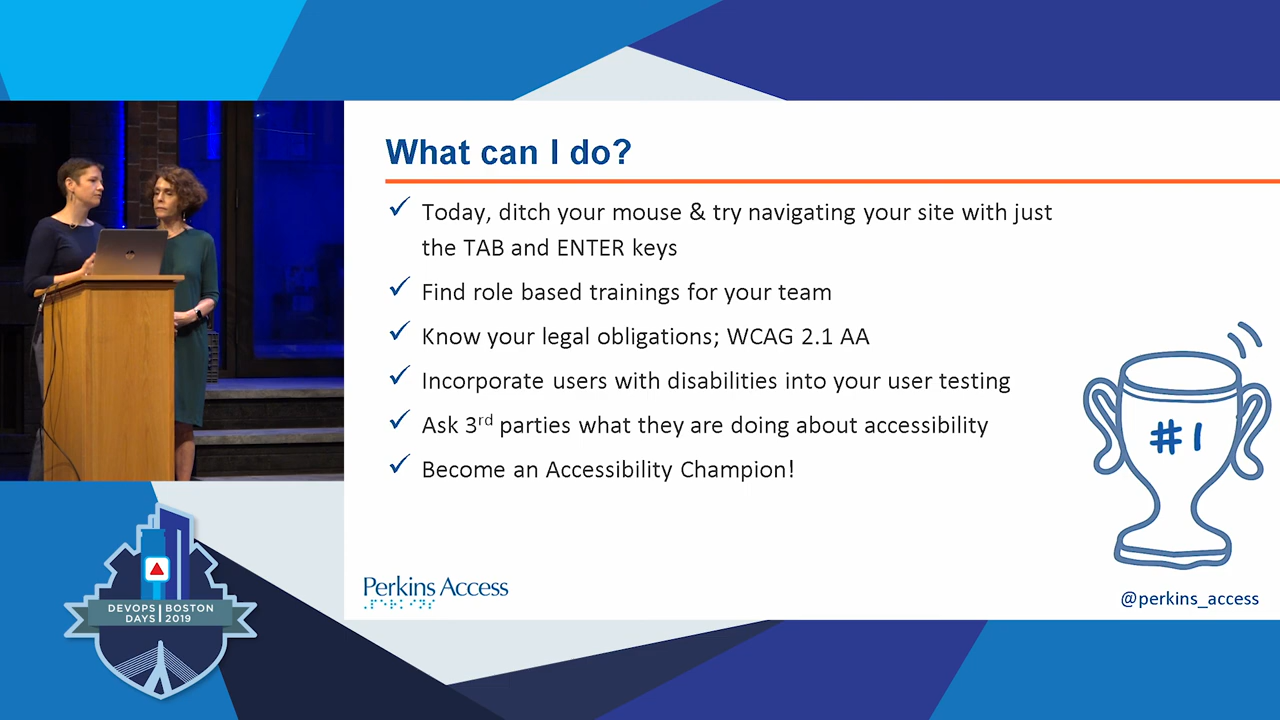 What can I do?
✓ Today, ditch your mouse & try navigating your site with just
the TAB and ENTER keys
✓ Find role based trainings for your team
✓ Know your legal obligations; WCAG 2.1 AA
✓ Incorporate users with disabilities into your user testing
✓ Ask 3rd parties what they are doing about accessibility
✓ Become an Accessibility Champion!
#1
Perkins Access
@perkins_access
DEVOPS | BOSTON
DAYS | 2019